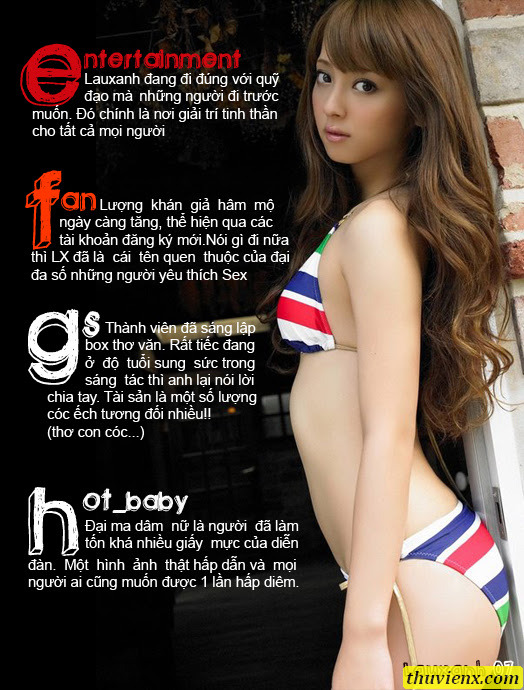 entertainment
Lauxanh đang đi đúng với quỹ
đạo mà những người đi trước
muốn. Đó chính là nơi giải trí tinh thần
cho tất cả mọi người
fan Lượng khán giả hâm mộ
ngày càng tăng, thể hiện qua các
tài khoản đăng ký mới.Nói gì đi nữa
thì LX đã là cái tên quen thuộc của đại
đa số những người yêu thích Sex
gs Thành viên đã sáng lập
box thơ văn. Rất tiếc đang
ở độ tuổi sung sức trong
sáng tác thì anh lại nói lời
chia tay. Tài sản là một số lượng
cóc ếch tương đối nhiều!!
(thơ con cóc...)
hot_baby
Đại ma dâm nữ là người đã làm
tốn khá nhiều giấy mực của diễn
đàn. Một hình ảnh thật hấp dẫn và mọi
người ai cũng muốn được 1 lần hấp diêm.
Lauxanh 07
thuvienx.com